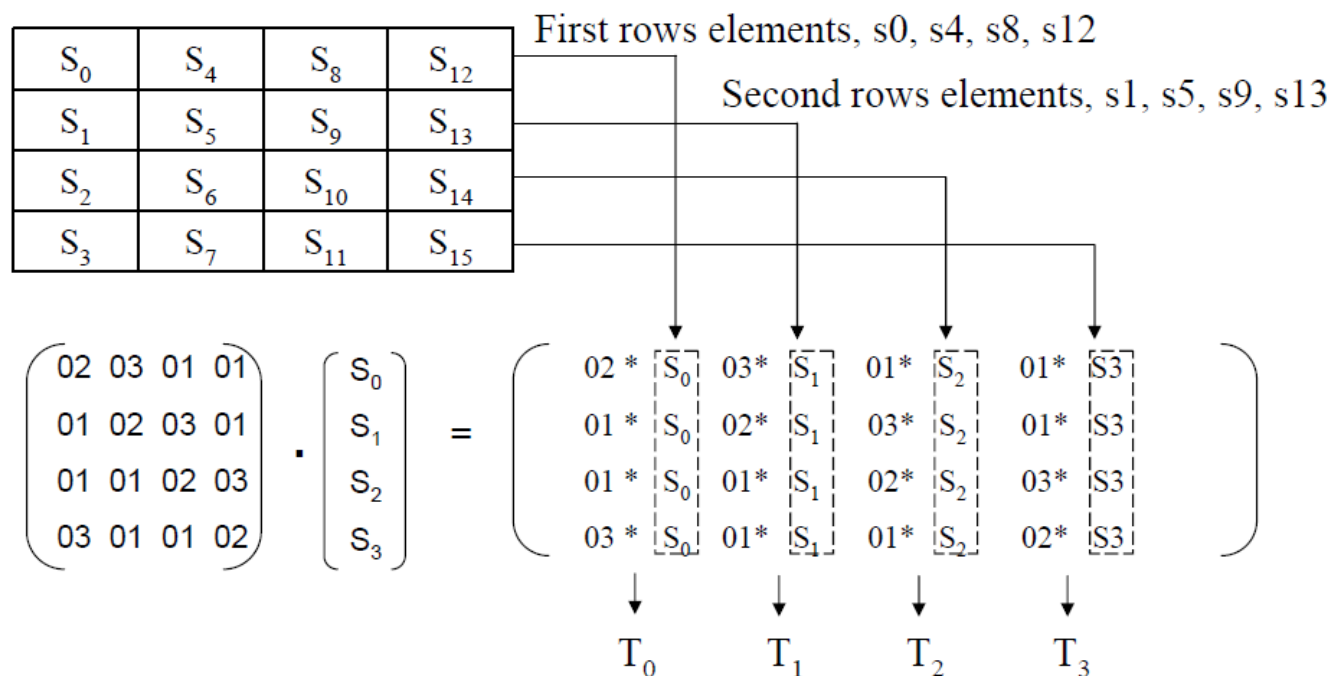 First rows elements, s0, s4, s8, s12
S₀ S₄ S₈ S₁₂
Second rows elements, s1, s5, s9, s13
S₁ S₅ S₉ S₁₃
S₂ S₆ S₁₀ S₁₄
S₃ S₇ S₁₁ S₁₅
02 03 01 01 S₀ 02 * S₀ 03* S₁ 01* S₂ 01* S3
01 02 03 01 S₁ 01 * S₀ 02* S₁ 03* S₂ 01* S3
. =
01 01 02 03 S₂ 01 * S₀ 01* S₁ 02* S₂ 03* S3
03 01 01 02 S₃ 03 * S₀ 01* S₁ 01* S₂ 02* S3
T₀ T₁ T₂ T₃